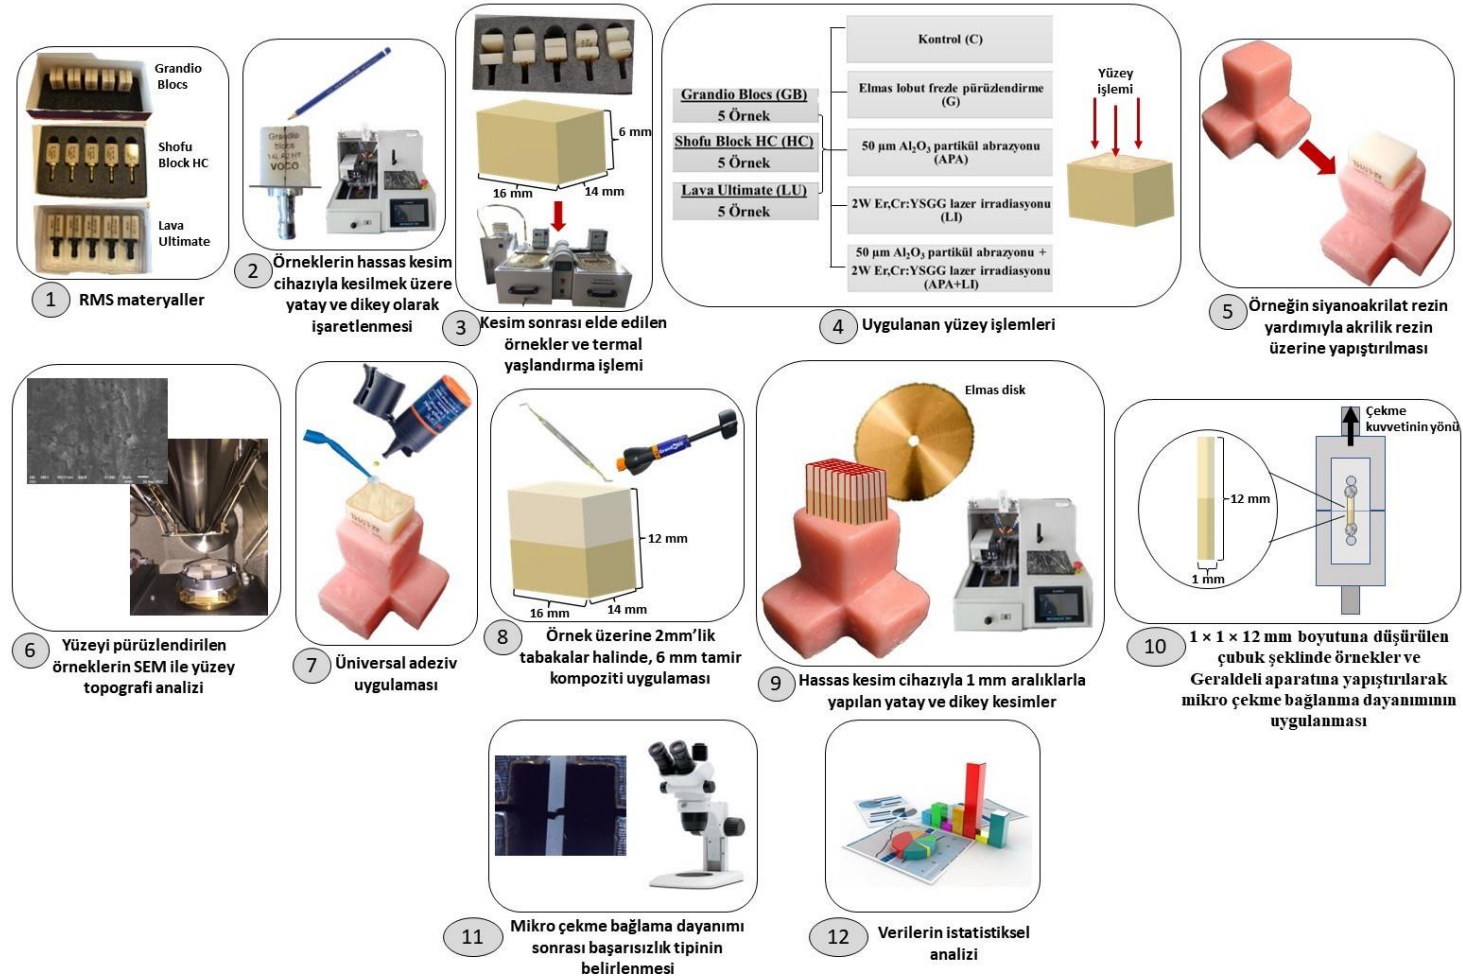 Grandio
Blocs
Shofu
Block HC
Lava
Ultimate
1
RMS materyaller
Grandio
blocs
14L A2 HT
VOCO
2
Örneklerin hassas kesim
cihazıyla kesilmek üzere
yatay ve dikey olarak
işaretlenmesi
6 mm
16 mm
14 mm
3
Kesim sonrası elde edilen
örnekler ve termal
yaşlandırma işlemi
Grandio Blocs (GB)
5 Örnek
Shofu Block HC (HC)
5 Örnek
Lava Ultimate (LU)
5 Örnek
Kontrol (C)
Elmas lobut frezle pürüzlendirme
(G)
50 µm Al₂O₃ partikül abrazyonu
(APA)
2W Er,Cr:YSGG lazer irradiasyonu
(LI)
50 µm Al₂O₃ partikül abrazyonu +
2W Er,Cr:YSGG lazer irradiasyonu
(APA+LI)
Yüzey
işlemi
4
Uygulanan yüzey işlemleri
5
Örneğin siyanoakrilat rezin
yardımıyla akrilik rezin
üzerine yapıştırılması
6
Yüzeyi pürüzlendirilen
örneklerin SEM ile yüzey
topografi analizi
7
Üniversal adeziv
uygulaması
12 mm
16 mm
14 mm
8
Örnek üzerine 2mm’lik
tabakalar halinde, 6 mm tamir
kompoziti uygulaması
Elmas disk
9
Hassas kesim cihazıyla 1 mm aralıklarla
yapılan yatay ve dikey kesimler
Çekme
kuvvetinin yönü
12 mm
1 mm
10
1 × 1 × 12 mm boyutuna düşürülen
çubuk şeklinde örnekler ve
Geraldeli aparatına yapıştırılarak
mikro çekme bağlanma dayanımının
uygulanması
11
Mikro çekme bağlama dayanımı
sonrası başarısızlık tipinin
belirlenmesi
12
Verilerin istatistiksel
analizi